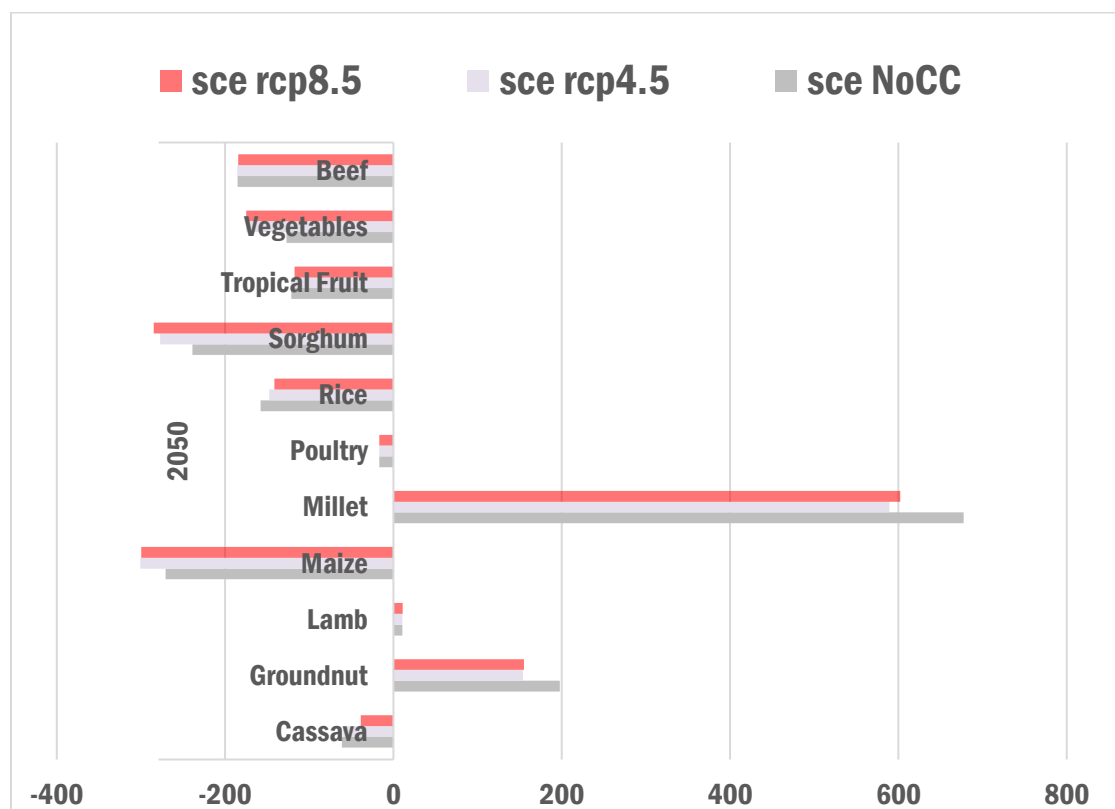 sce rcp8.5 sce rcp4.5 sce NoCC
Beef
Vegetables
Tropical Fruit
Sorghum
Rice
2050
Poultry
Millet
Maize
Lamb
Groundnut
Cassava
-400 -200 0 200 400 600 800